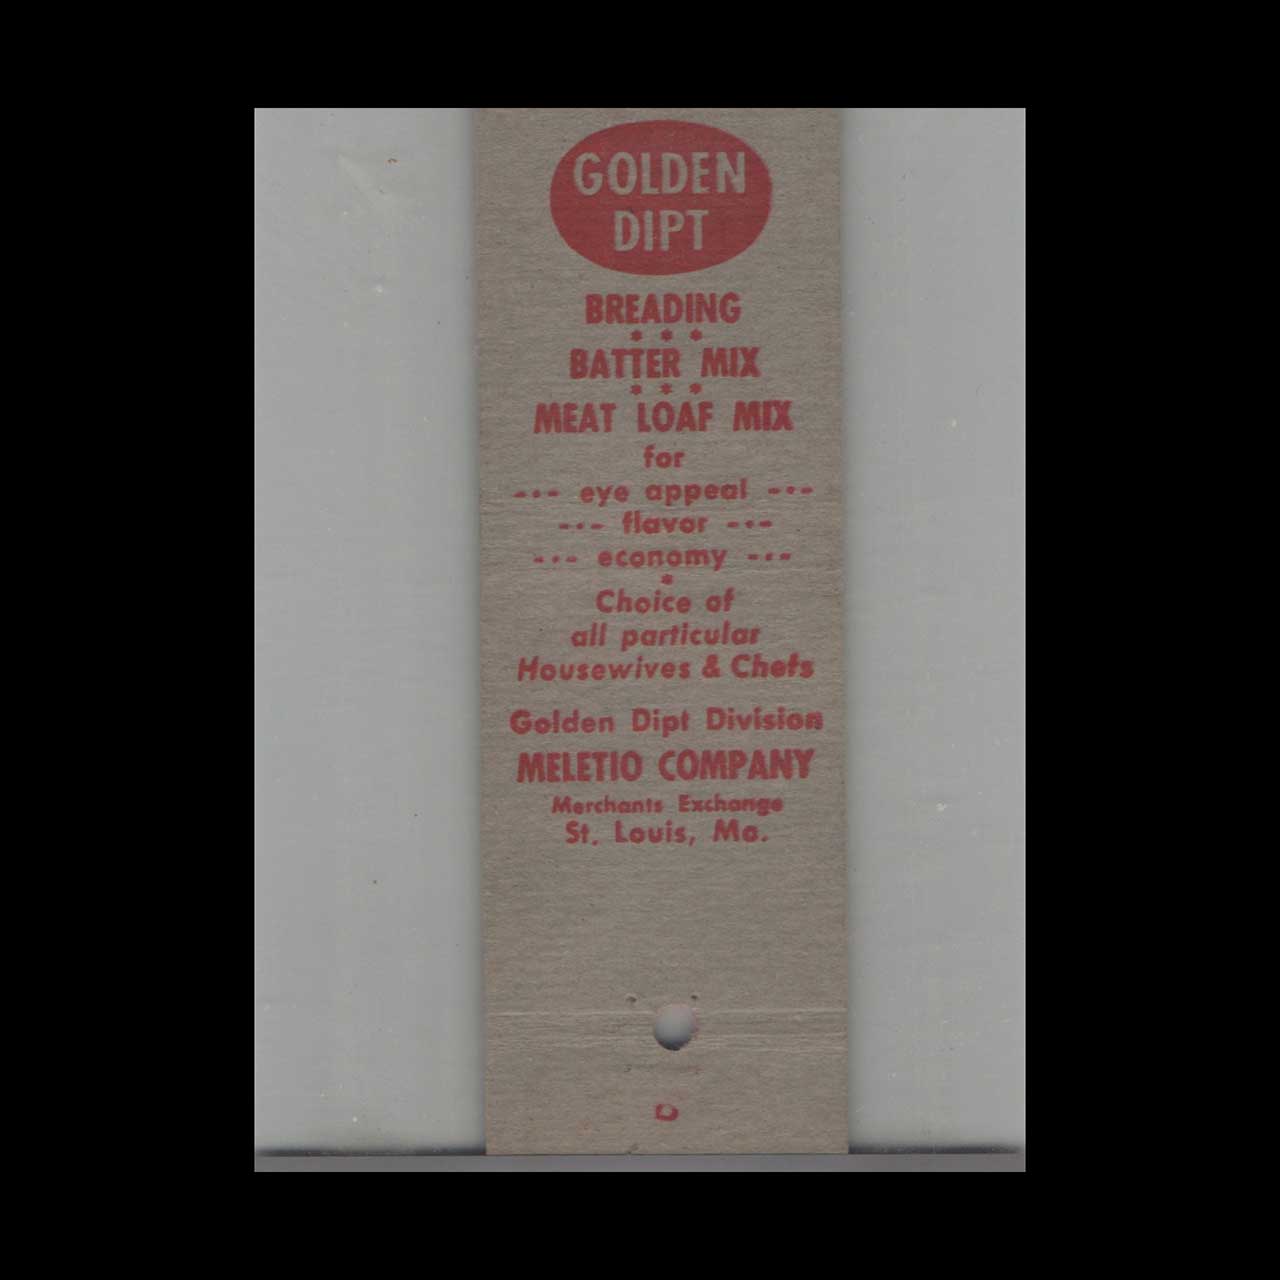 GOLDEN
DIPT
BREADING
* * *
BATTER MIX
* * *
MEAT LOAF MIX
for
--- eye appeal ---
--- flavor ---
--- economy ---
*
Choice of
all particular
Housewives & Chefs
Golden Dipt Division
MELETIO COMPANY
Merchants Exchange
St. Louis, Mo.